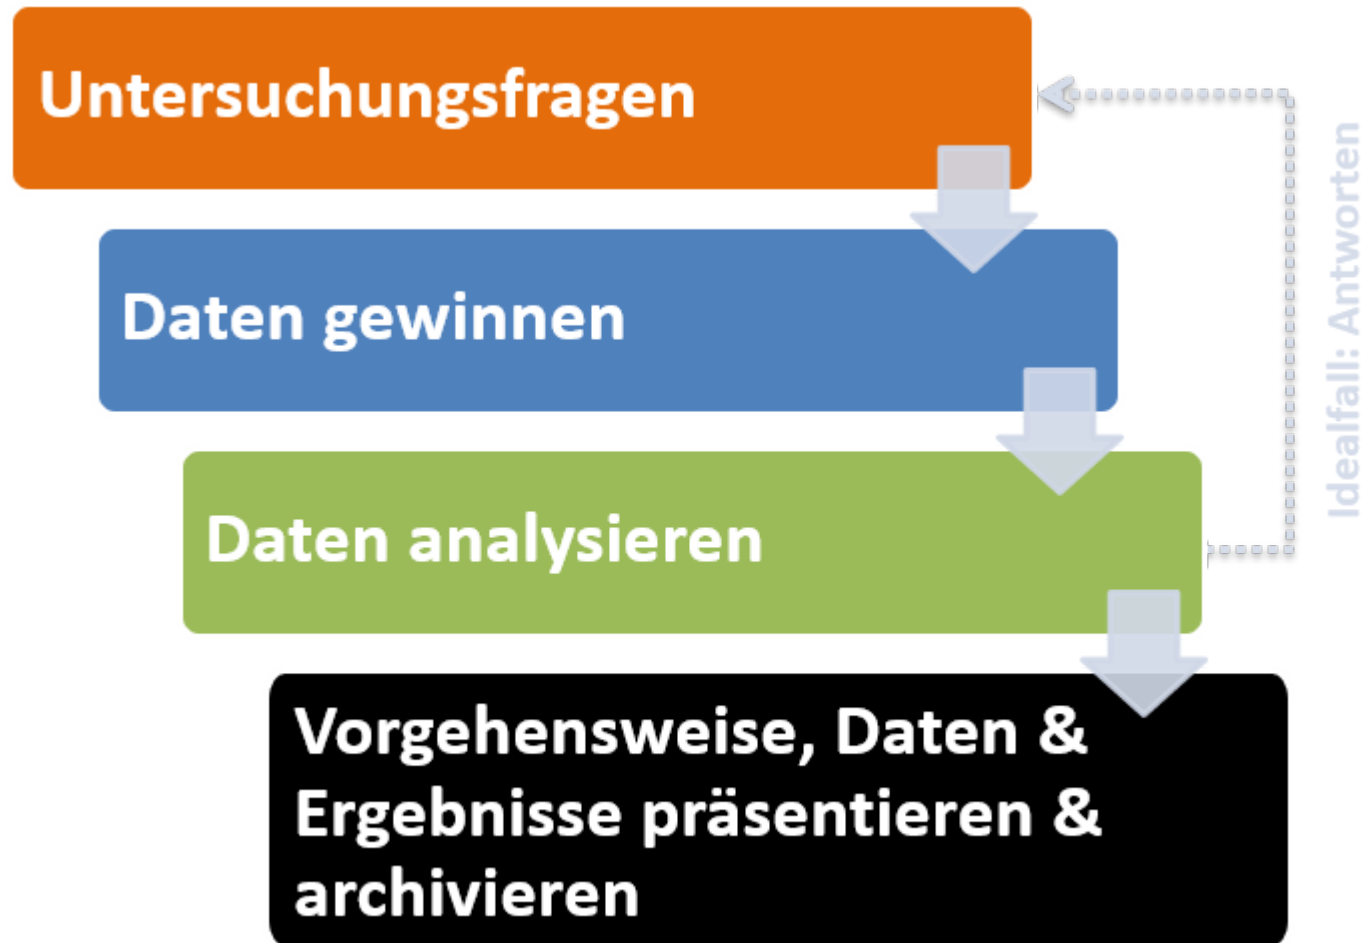 Untersuchungsfragen
Daten gewinnen
Daten analysieren
Vorgehensweise, Daten &
Ergebnisse präsentieren &
archivieren
Idealfall: Antworten